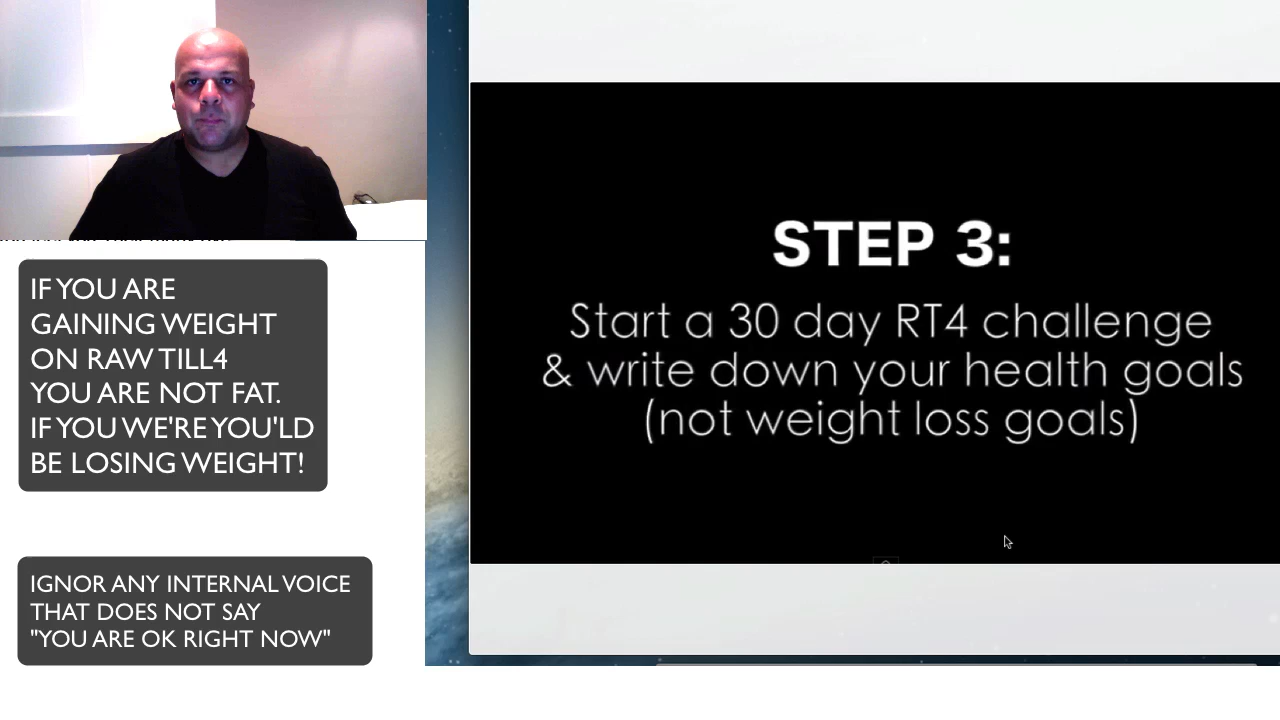 IF YOU ARE
GAINING WEIGHT
ON RAW TILL4
YOU ARE NOT FAT.
IF YOU WE'RE YOU'LD
BE LOSING WEIGHT!
IGNOR ANY INTERNAL VOICE
THAT DOES NOT SAY
"YOU ARE OK RIGHT NOW"
STEP 3:
Start a 30 day RT4 challenge
& write down your health goals
(not weight loss goals)